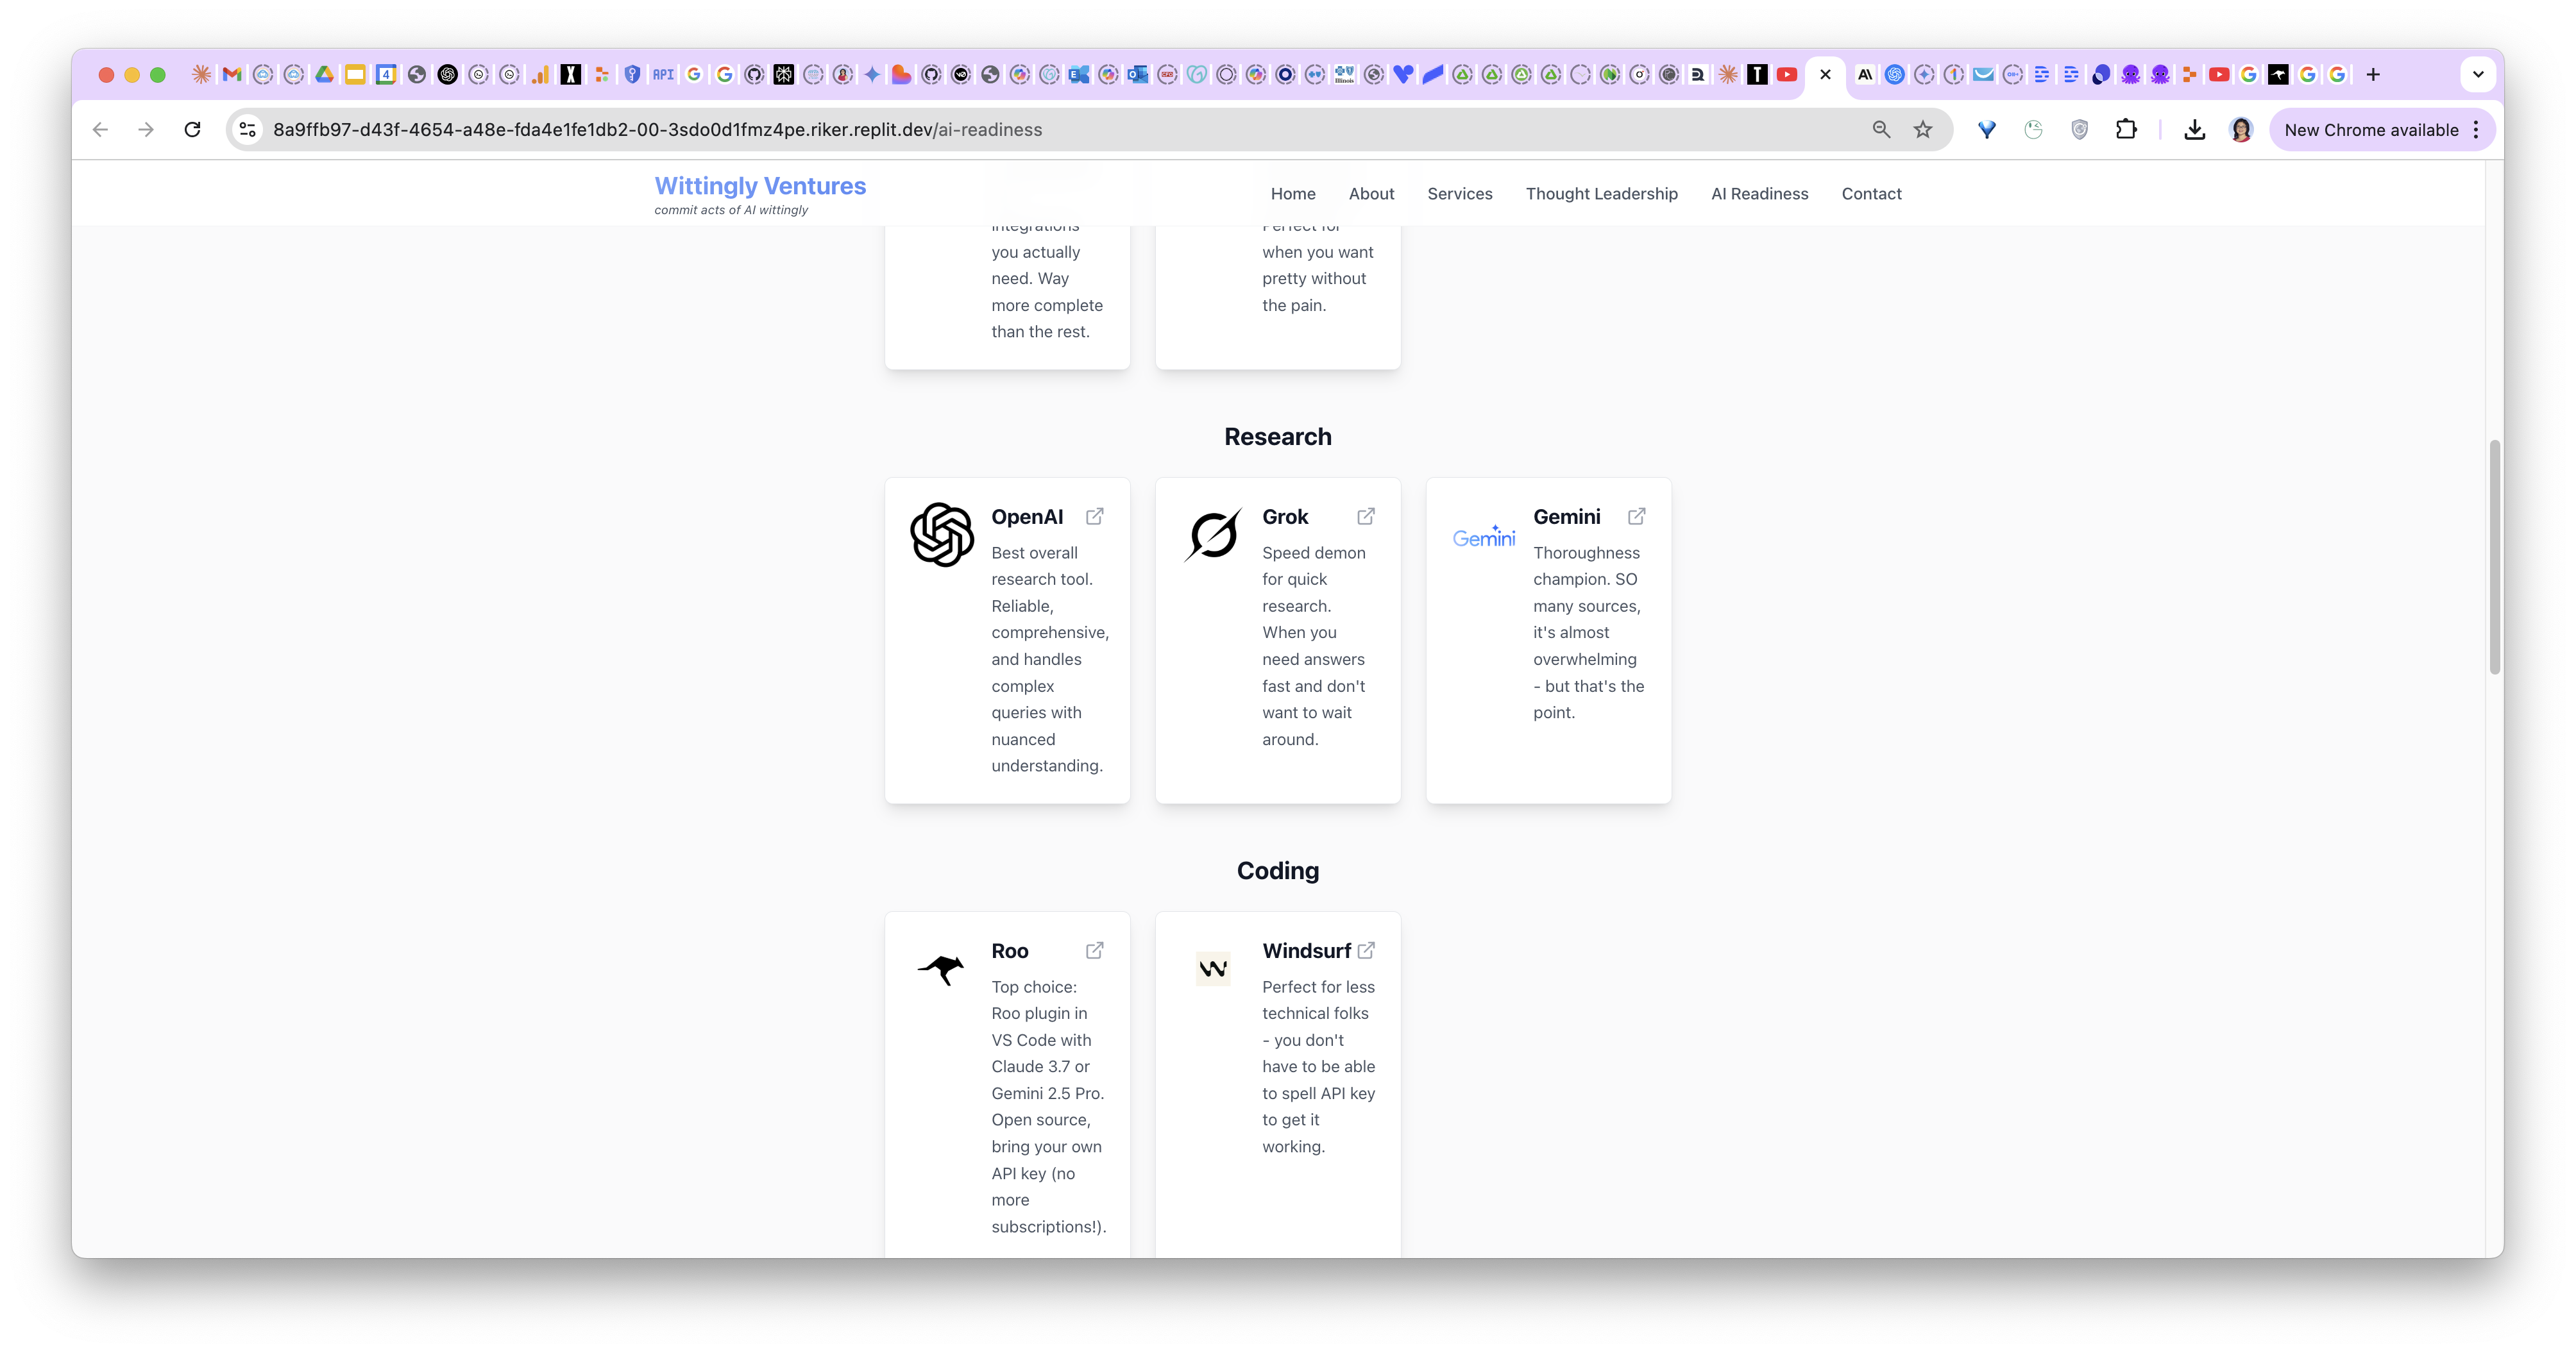 4
API
8a9ffb97-d43f-4654-a48e-fda4e1fe1db2-00-3sdo0d1fmz4pe.riker.replit.dev/ai-readiness
New Chrome available
Wittingly Ventures
commit acts of AI wittingly
Home
About
Services
Thought Leadership
AI Readiness
Contact
integrations
you actually
need. Way
more complete
than the rest.
Perfect for
when you want
pretty without
the pain.
Research
OpenAI
Best overall
research tool.
Reliable,
comprehensive,
and handles
complex
queries with
nuanced
understanding.
Grok
Speed demon
for quick
research.
When you
need answers
fast and don't
want to wait
around.
Gemini
Gemini
Thoroughness
champion. SO
many sources,
it's almost
overwhelming
- but that's the
point.
Coding
Roo
Top choice:
Roo plugin in
VS Code with
Claude 3.7 or
Gemini 2.5 Pro.
Open source,
bring your own
API key (no
more
subscriptions!).
Windsurf
Perfect for less
technical folks
- you don't
have to be able
to spell API key
to get it
working.